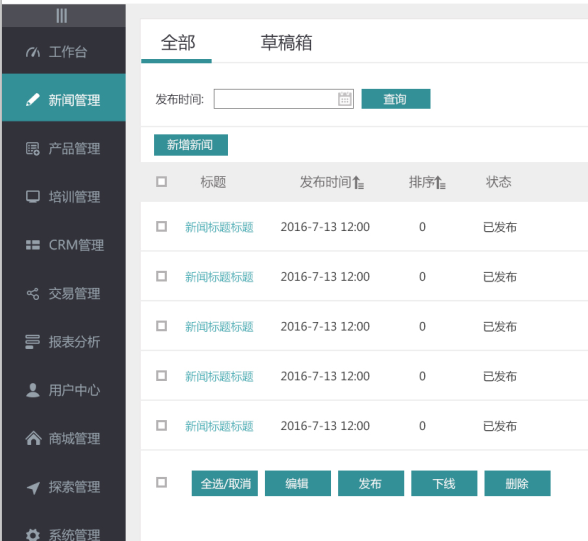 工作台
新闻管理
产品管理
培训管理
CRM管理
交易管理
报表分析
用户中心
商城管理
探索管理
系统管理
全部 草稿箱
发布时间: 查询
新增新闻
标题 发布时间 排序 状态
新闻标题标题 2016-7-13 12:00 0 已发布
新闻标题标题 2016-7-13 12:00 0 已发布
新闻标题标题 2016-7-13 12:00 0 已发布
新闻标题标题 2016-7-13 12:00 0 已发布
新闻标题标题 2016-7-13 12:00 0 已发布
全选/取消 编辑 发布 下线 删除